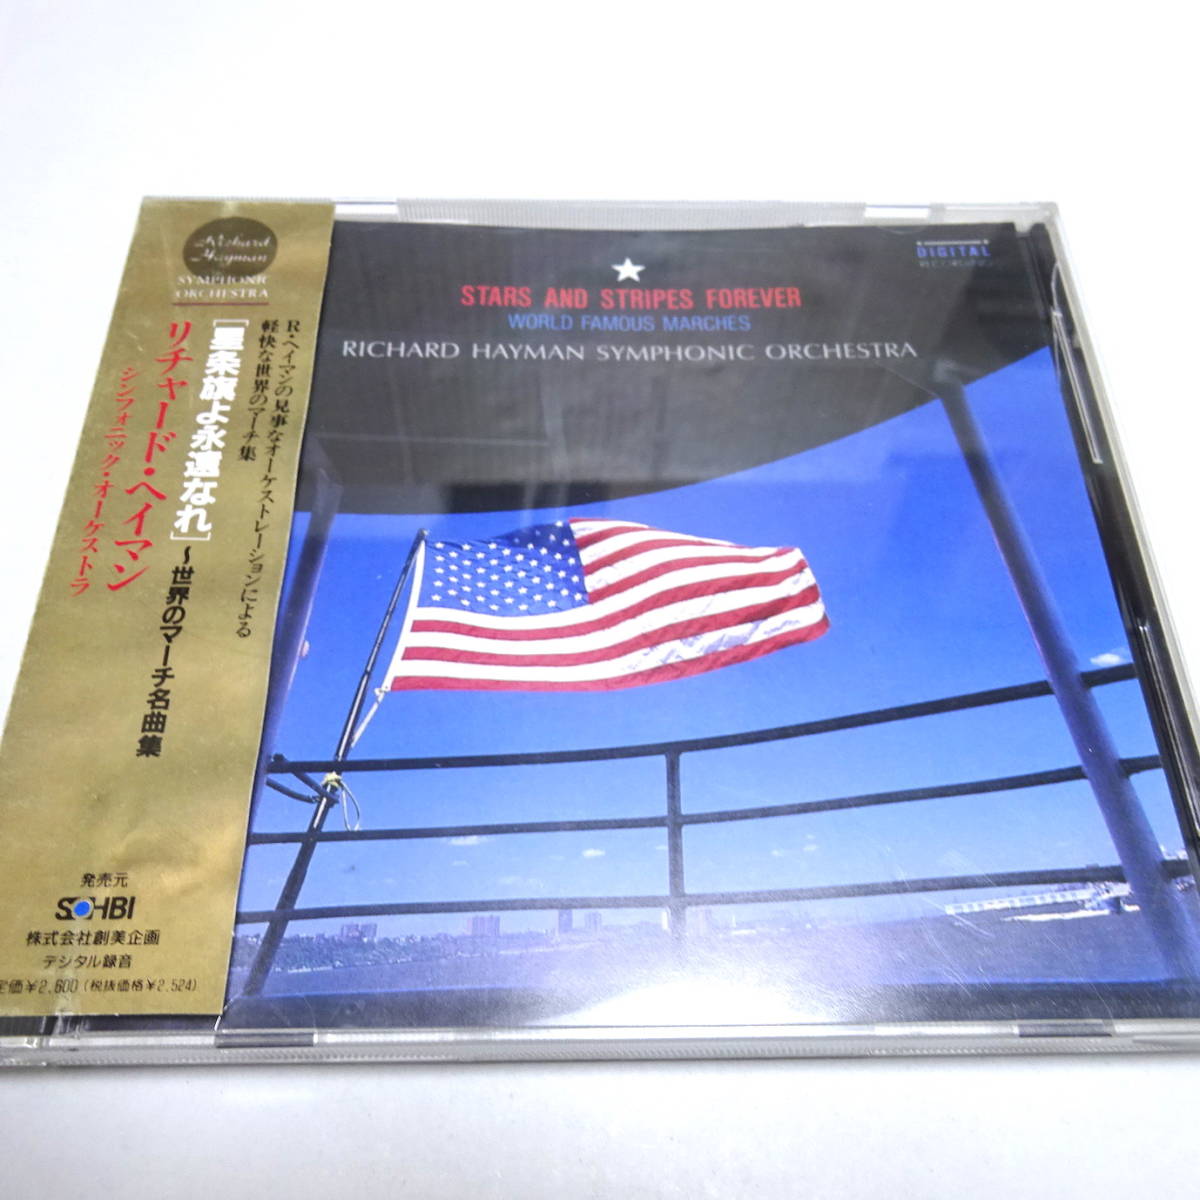 Richard
Hayman
SYMPHONIC
ORCHESTRA
R・ヘイマンの見事なオーケストレーションによる
軽快な世界のマーチ集
[星条旗よ永遠なれ]〜世界のマーチ名曲集
リチャード・ヘイマン
シンフォニック・オーケストラ
発売元
SOHBI
株式会社創美企画
デジタル録音
定価¥2,600(税抜価格¥2,524)
DIGITAL
RECORDING
STARS AND STRIPES FOREVER
WORLD FAMOUS MARCHES
RICHARD HAYMAN SYMPHONIC ORCHESTRA